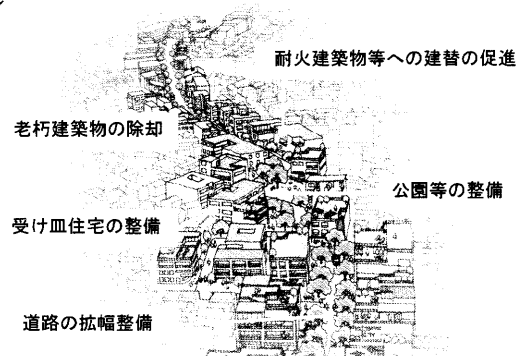 耐火建築物等への建替の促進
老朽建築物の除却
公園等の整備
受け皿住宅の整備
道路の拡幅整備